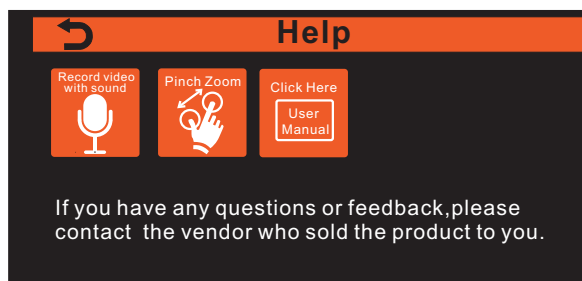 Help
Record video
with sound
Pinch Zoom
Click Here
User
Manual
If you have any questions or feedback,please
contact  the vendor who sold the product to you.